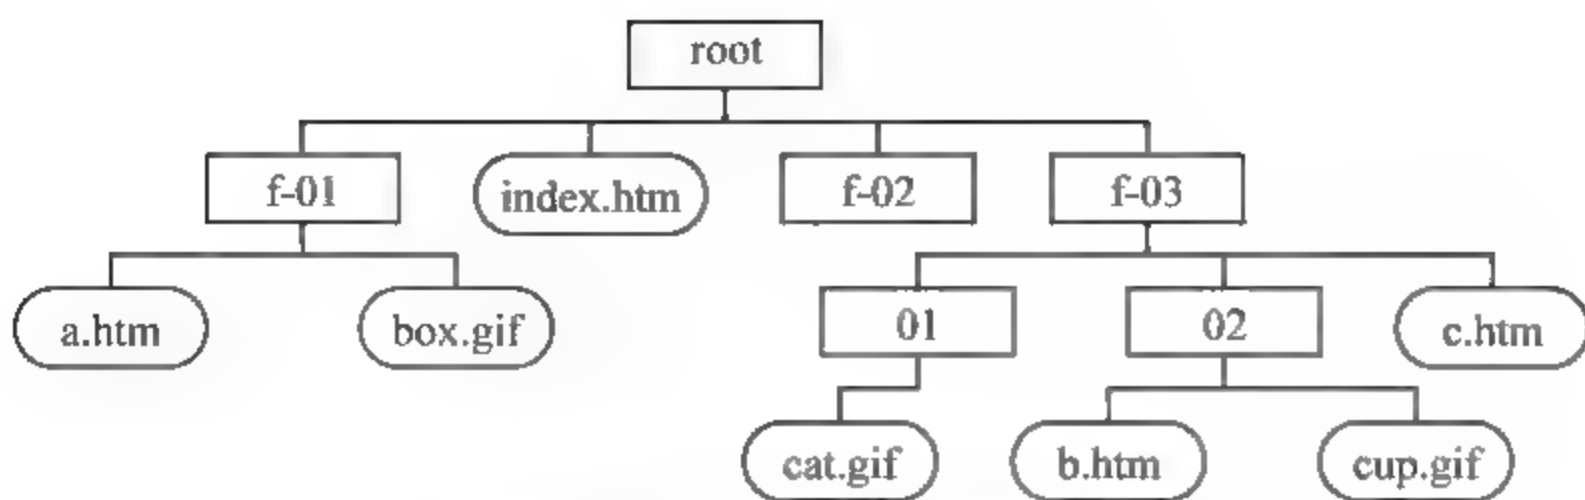 root
f-01 index.htm f-02 f-03
a.htm box.gif 01 02 c.htm
cat.gif b.htm cup.gif